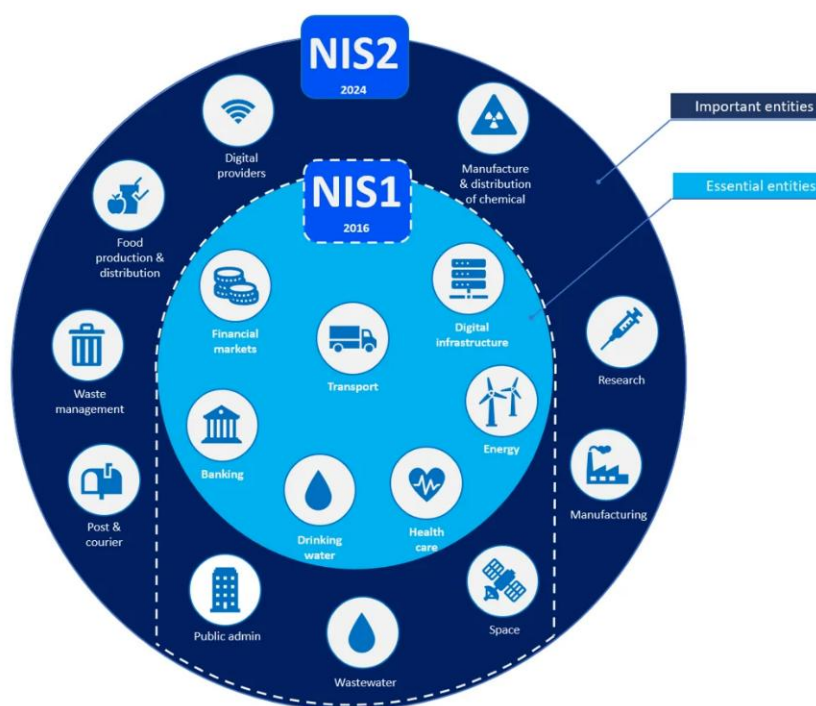 NIS2
2024
Important entities
Digital
providers
Manufacture
& distribution
of chemical
NIS1
2016
Essential entities
Food
production &
distribution
Financial
markets
Digital
infrastructure
Transport
Research
Waste
management
Banking
Energy
Post &
courier
Drinking
water
Health
care
Manufacturing
Public admin
Wastewater
Space